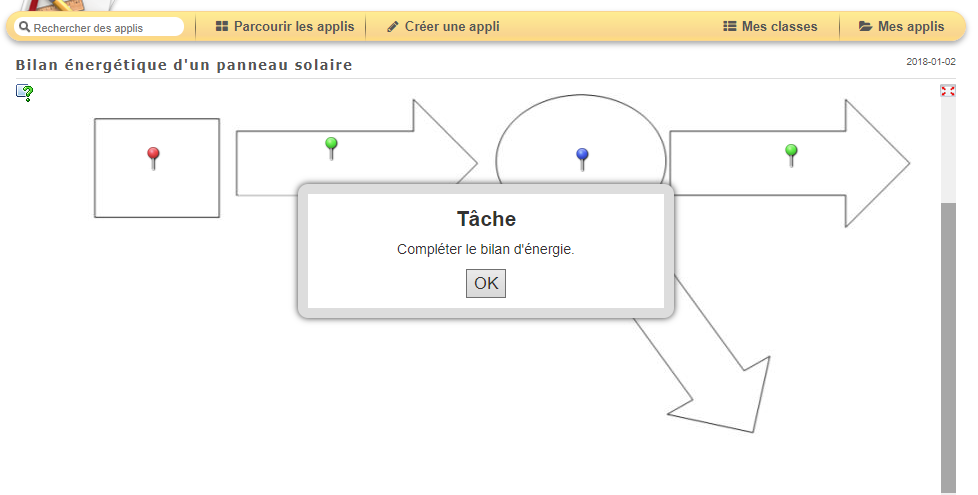 Rechercher des applis
Parcourir les applis
Créer une appli
Mes classes
Mes applis
Bilan énergétique d'un panneau solaire
2018-01-02
Tâche
Compléter le bilan d'énergie.
OK